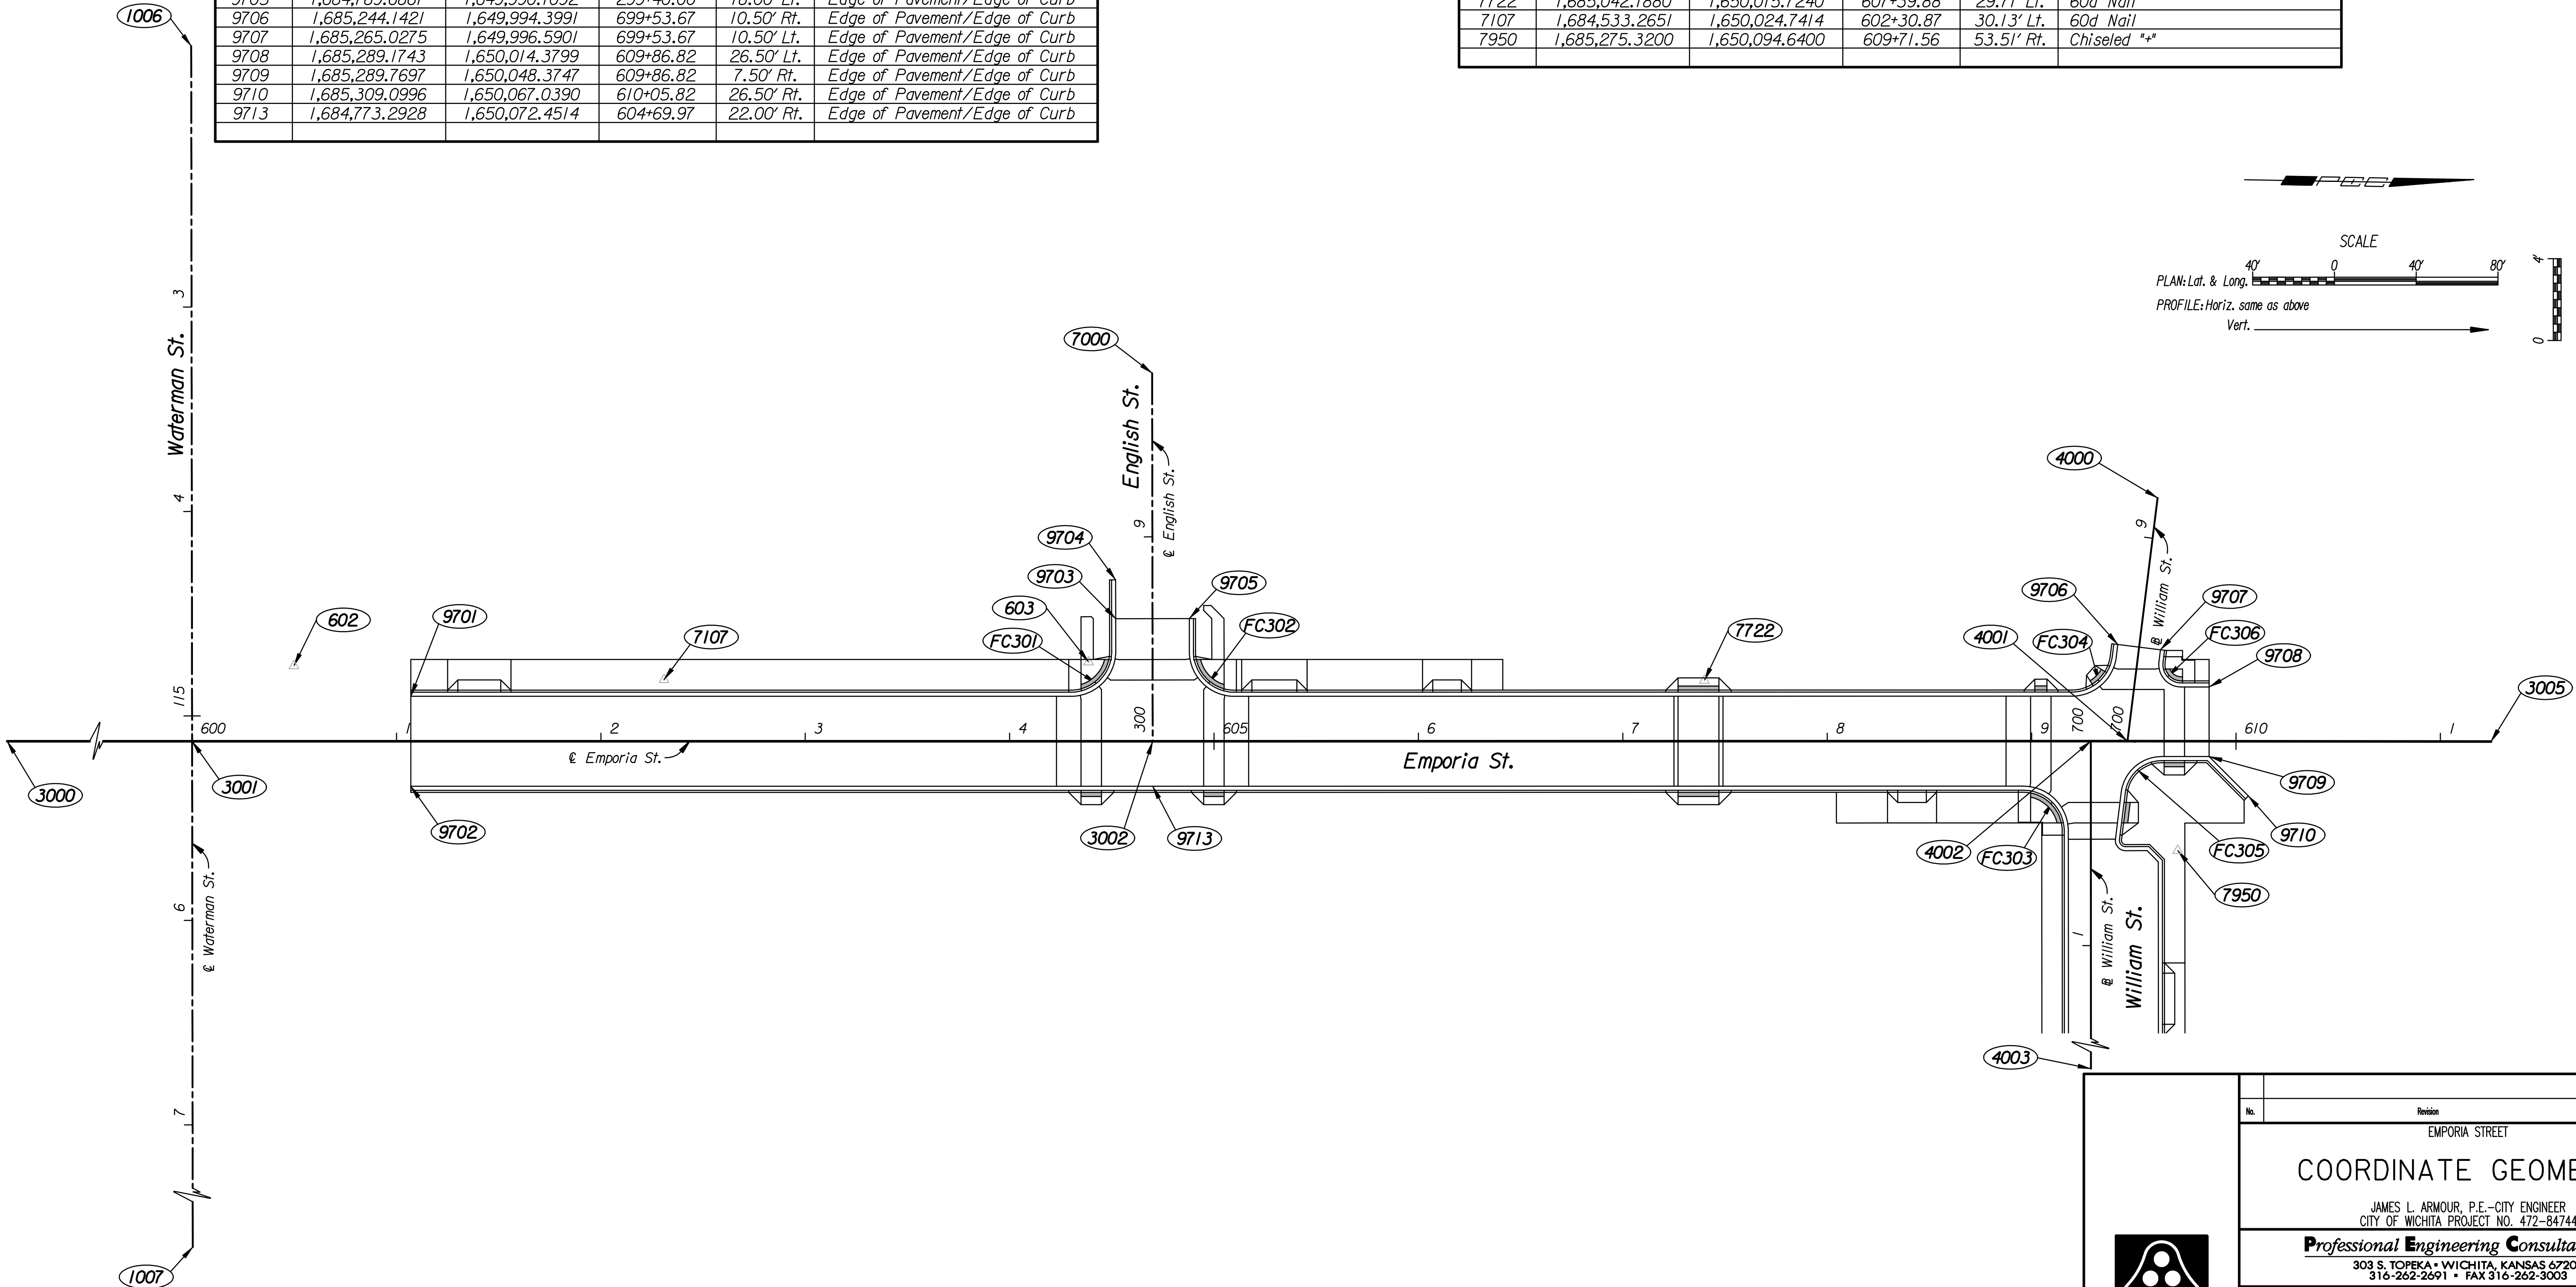 9706 1,685,244.1421 1,649,994.3991 699+53.67 10.50' Rt. Edge of Pavement/Edge of Curb
9707 1,685,265.0275 1,649,996.5901 699+53.67 10.50' Lt. Edge of Pavement/Edge of Curb
9708 1,685,289.1743 1,650,014.3799 609+86.82 26.50' Lt. Edge of Pavement/Edge of Curb
9709 1,685,289.7697 1,650,048.3747 609+86.82 7.50' Rt. Edge of Pavement/Edge of Curb
9710 1,685,309.0996 1,650,067.0390 610+05.82 26.50' Rt. Edge of Pavement/Edge of Curb
9713 1,684,773.2928 1,650,072.4514 604+69.97 22.00' Rt. Edge of Pavement/Edge of Curb
7107 1,684,533.2651 1,650,024.7414 602+30.87 30.13' Lt. 60d Nail
7950 1,685,275.3200 1,650,094.6400 609+71.56 53.51' Rt. Chiseled "+"
SCALE
40' 0 40' 80'
PLAN: Lat. & Long.
PROFILE: Horiz. same as above
Vert.
4'
0
1006
3
Waterman St.
4
115
6
℄ Waterman St.
7
1007
7000
English St.
9
℄ English St.
300
4000
9
℄ William St.
602
9701
7107
603
9703
9704
FC301
9705
FC302
7722
9706
9707
4001
FC304
FC306
9708
3005
700
700
600 1 2 3 4 605 6 7 8 9 610 1
℄ Emporia St.
Emporia St.
3000
3001
9702
3002
9713
4002
FC303
FC305
9709
9710
7950
1
℄ William St.
William St.
4003
No. Revision
EMPORIA STREET
COORDINATE GEOM
JAMES L. ARMOUR, P.E.-CITY ENGINEER
CITY OF WICHITA PROJECT NO. 472-84744
Professional Engineering Consulta
303 S. TOPEKA • WICHITA, KANSAS 672
316-262-2691 • FAX 316-262-3003